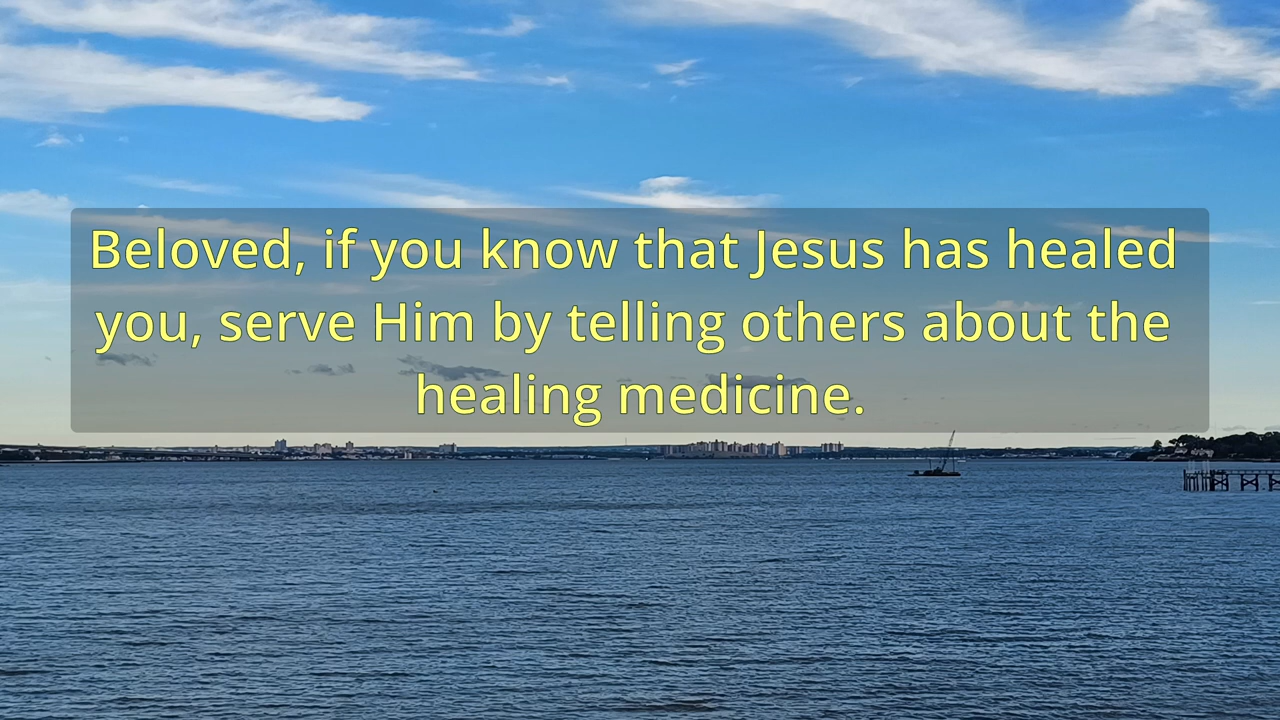 Beloved, if you know that Jesus has healed
you, serve Him by telling others about the
healing medicine.